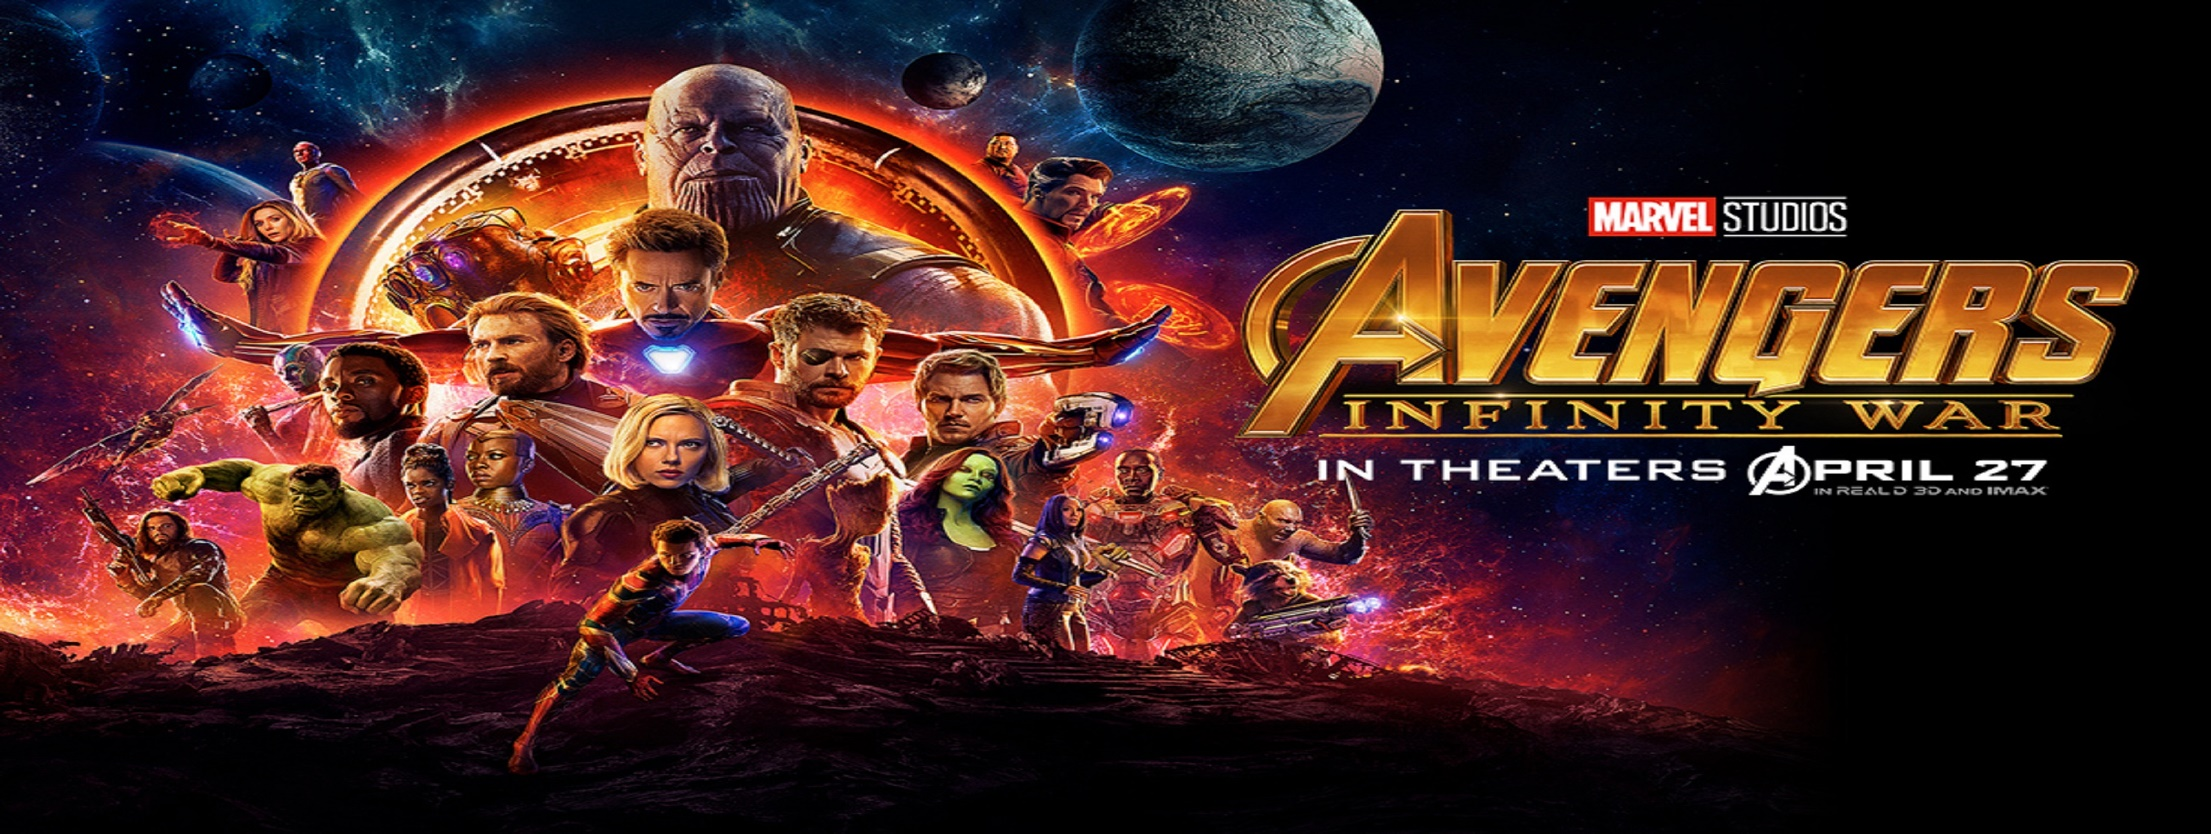 MARVEL STUDIOS
AVENGERS
INFINITY WAR
IN THEATERS APRIL 27
IN REAL D 3D AND IMAX